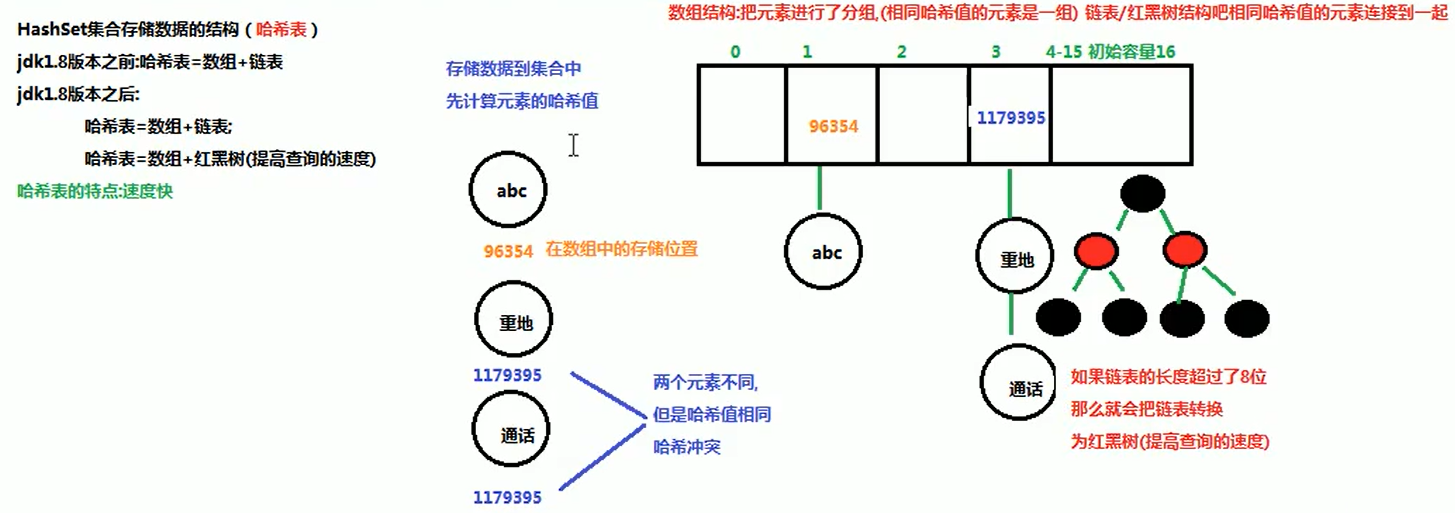 HashSet集合存储数据的结构（哈希表）
jdk1.8版本之前:哈希表=数组+链表
jdk1.8版本之后:
哈希表=数组+链表;
哈希表=数组+红黑树(提高查询的速度)
哈希表的特点:速度快
存储数据到集合中
先计算元素的哈希值
abc
96354 在数组中的存储位置
重地
1179395
通话
1179395
两个元素不同,
但是哈希值相同
哈希冲突
数组结构:把元素进行了分组,(相同哈希值的元素是一组) 链表/红黑树结构吧相同哈希值的元素连接到一起
0 1 2 3 4-15 初始容量16
96354 1179395
abc
重地
通话
如果链表的长度超过了8位
那么就会把链表转换
为红黑树(提高查询的速度)